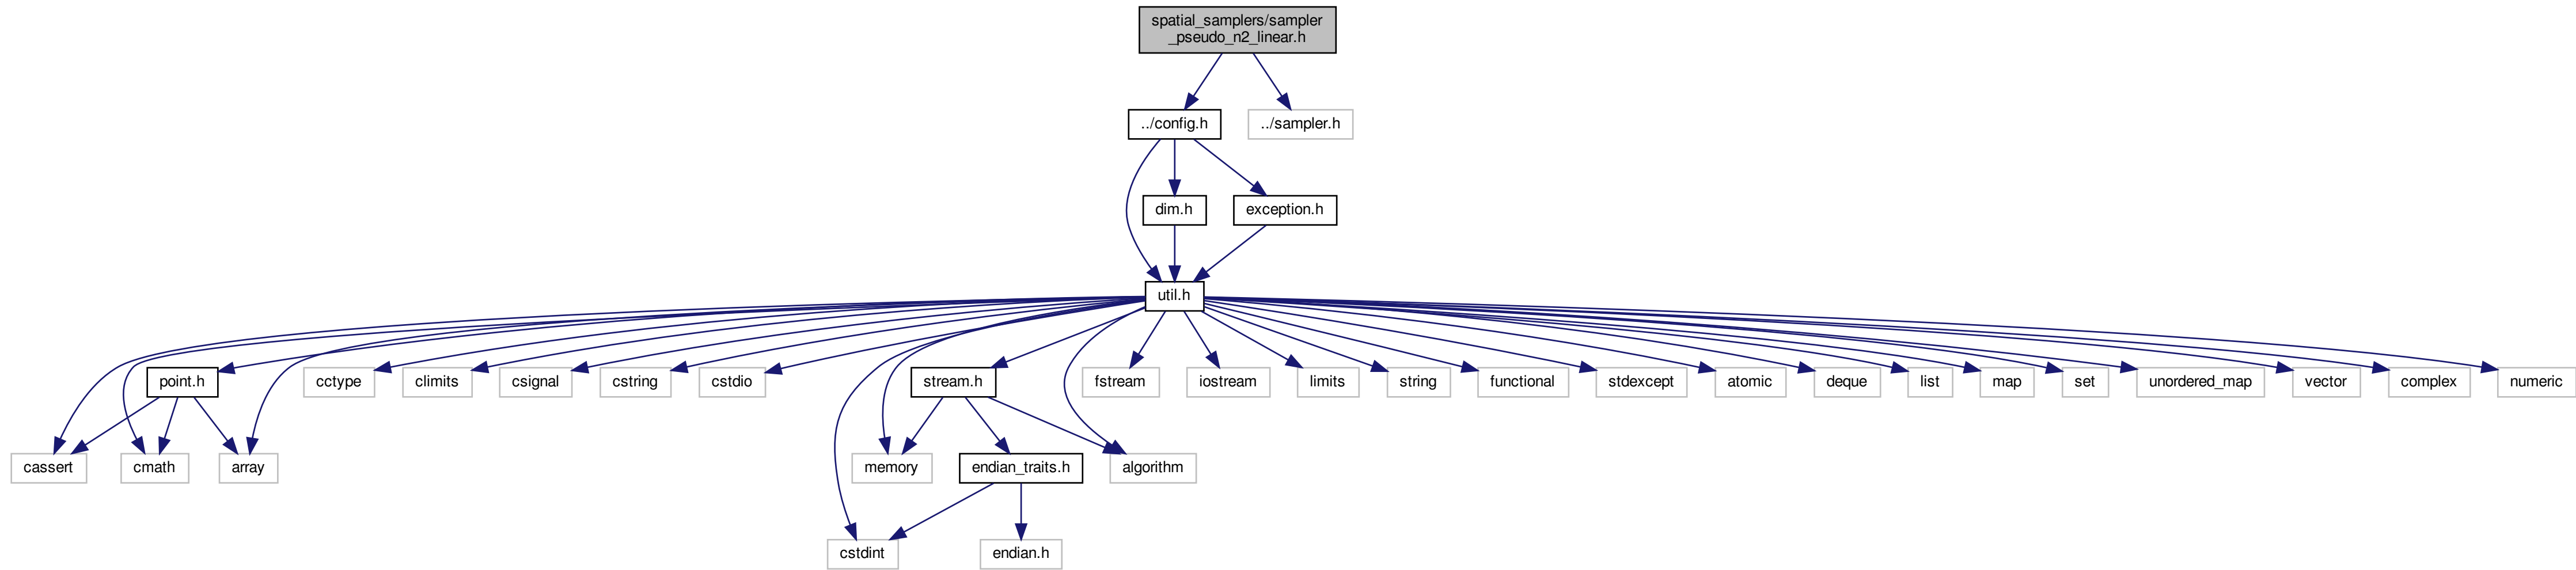 spatial_samplers/sampler
_pseudo_n2_linear.h
../config.h
../sampler.h
dim.h
exception.h
util.h
point.h
cctype
climits
csignal
cstring
cstdio
stream.h
fstream
iostream
limits
string
functional
stdexcept
atomic
deque
list
map
set
unordered_map
vector
complex
numeric
cassert
cmath
array
memory
endian_traits.h
algorithm
cstdint
endian.h